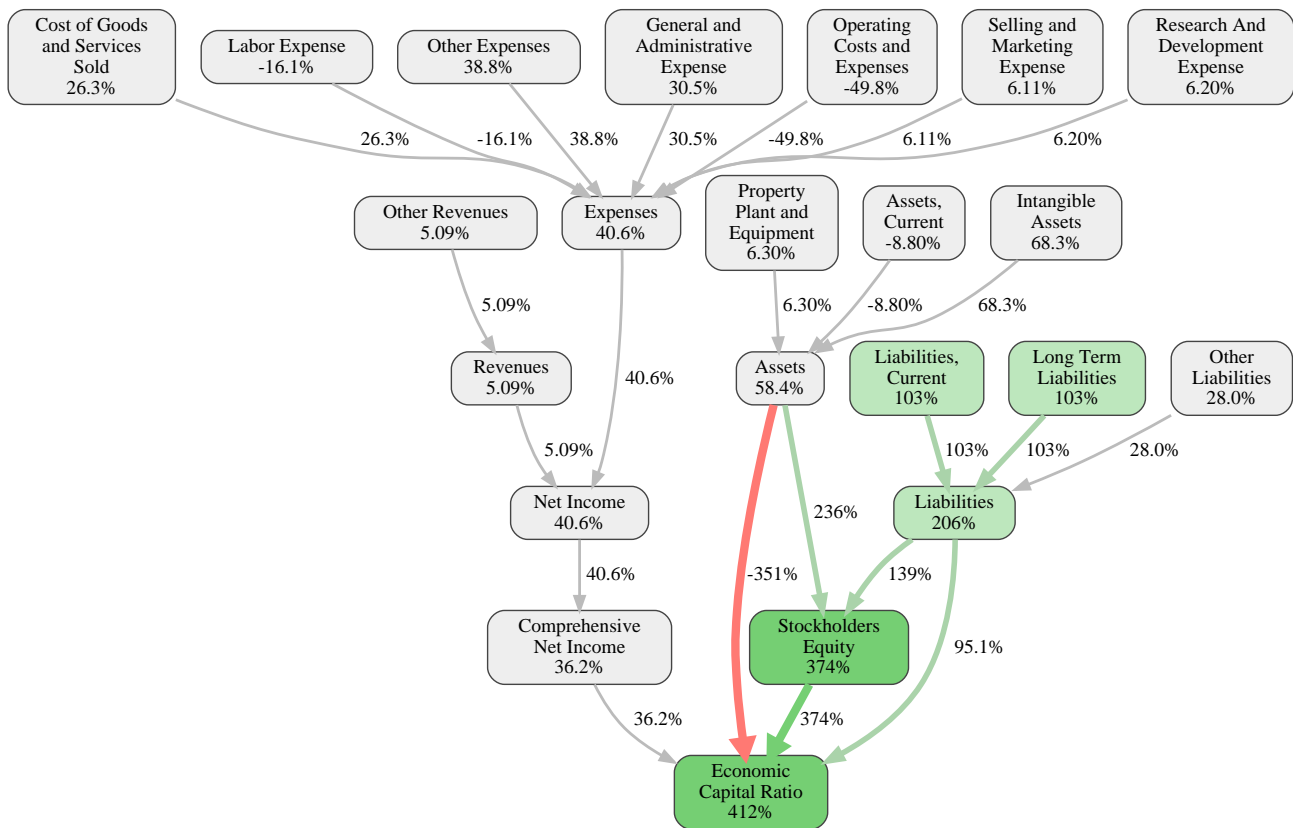 Cost of Goods
and Services
Sold
26.3%
Labor Expense
-16.1%
Other Expenses
38.8%
General and
Administrative
Expense
30.5%
Operating
Costs and
Expenses
-49.8%
Selling and
Marketing
Expense
6.11%
Research And
Development
Expense
6.20%
26.3%
-16.1%
38.8%
30.5%
-49.8%
6.11%
6.20%
Other Revenues
5.09%
Expenses
40.6%
Property
Plant and
Equipment
6.30%
Assets,
Current
-8.80%
Intangible
Assets
68.3%
5.09%
6.30%
-8.80%
68.3%
Revenues
5.09%
40.6%
Assets
58.4%
Liabilities,
Current
103%
Long Term
Liabilities
103%
Other
Liabilities
28.0%
5.09%
103%
103%
28.0%
Net Income
40.6%
236%
Liabilities
206%
40.6%
-351%
139%
Comprehensive
Net Income
36.2%
Stockholders
Equity
374%
95.1%
36.2%
374%
Economic
Capital Ratio
412%